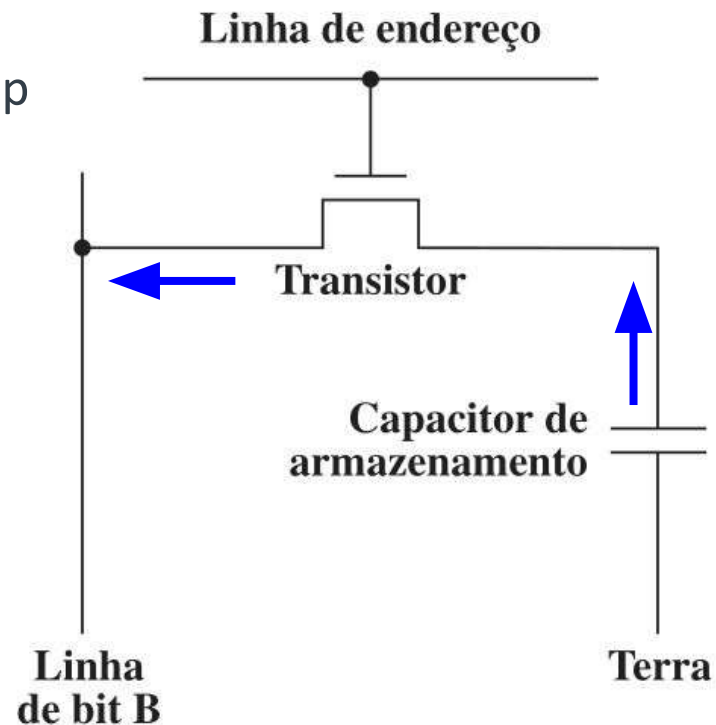 Linha de endereço
p
Transistor
Capacitor de
armazenamento
Linha
de bit B
Terra